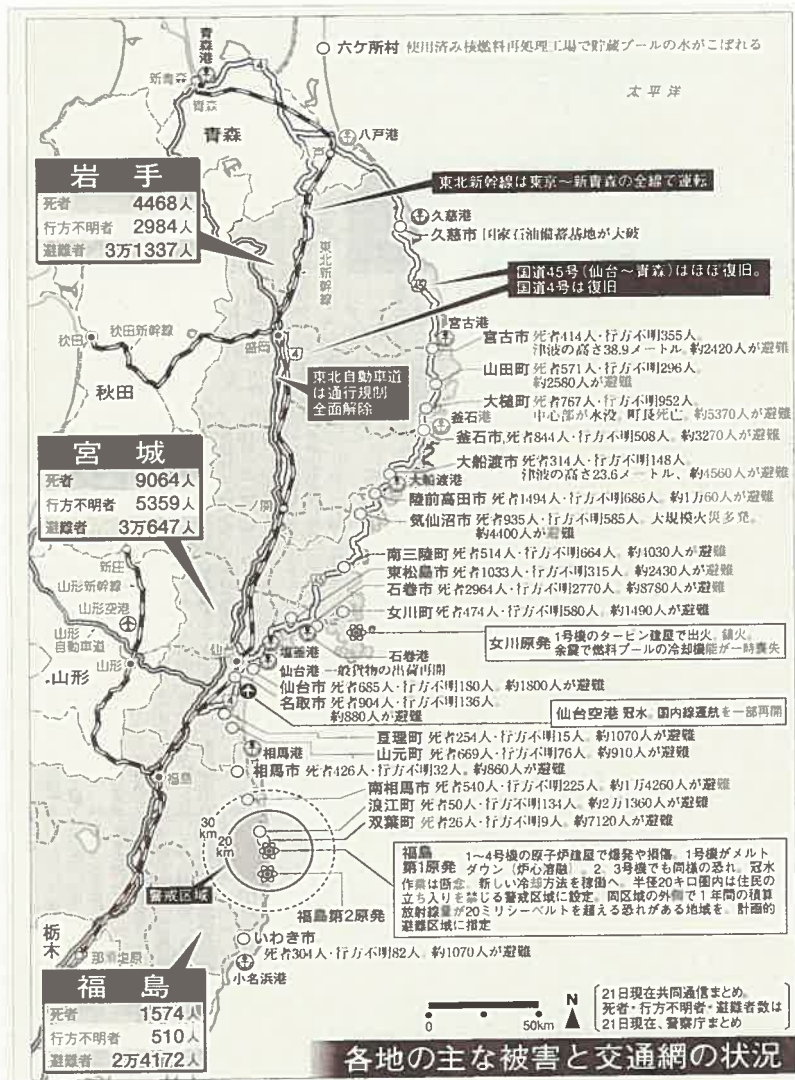 六ケ所村 使用済み核燃料再処理工場で貯蔵プールの水がこぼれる
太平洋
青森港
新青森
青森
4
青森
八戸港
岩手
死者 4468人
行方不明者 2984人
避難者 3万1337人
東北新幹線は東京〜新青森の全線で運転
東北新幹線
久慈港
久慈市 国家石油備蓄基地が大破
45
国道45号(仙台〜青森)はほぼ復旧。
国道4号は復旧
秋田
秋田新幹線
盛岡
4
秋田
東北自動車道
は通行規制
全面解除
宮古港
宮古市 死者414人・行方不明355人。
津波の高さ38.9メートル。約2420人が避難
山田町 死者571人・行方不明296人。
約2580人が避難
大槌町 死者767人・行方不明952人。
中心部が水没。町長死亡。約5370人が避難
釜石港
釜石市 死者844人・行方不明508人。約3270人が避難
大船渡市 死者314人・行方不明148人。
津波の高さ23.6メートル、約4560人が避難
大船渡港
陸前高田市 死者1494人・行方不明686人。約1万60人が避難
気仙沼市 死者935人・行方不明585人。大規模火災多発。
約4400人が避難
宮城
死者 9064人
行方不明者 5359人
避難者 3万647人
一関
南三陸町 死者514人・行方不明664人。約4030人が避難
東松島市 死者1033人・行方不明315人。約2430人が避難
石巻市 死者2964人・行方不明2770人。約8780人が避難
女川町 死者474人・行方不明580人。約1490人が避難
女川原発 1号機のタービン建屋で出火。鎮火。
余震で燃料プールの冷却機能が一時喪失
新庄
山形新幹線
山形空港
山形
自動車道
山形
山形
仙台
塩釜港
石巻港
仙台港 一般貨物の出荷再開
仙台市 死者685人・行方不明180人。約1800人が避難
名取市 死者904人・行方不明136人。
約880人が避難
仙台空港 冠水。国内線運航を一部再開
亘理町 死者254人・行方不明15人。約1070人が避難
山元町 死者669人・行方不明76人。約910人が避難
相馬港
相馬市 死者426人・行方不明32人。約860人が避難
南相馬市 死者540人・行方不明225人。約1万4260人が避難
浪江町 死者50人・行方不明134人。約2万1360人が避難
双葉町 死者26人・行方不明9人。約7120人が避難
福島
30km
20km
警戒区域
福島第2原発
福島第1原発 1〜4号機の原子炉建屋で爆発や損傷。1号機がメルト
ダウン(炉心溶融)。2、3号機でも同様の恐れ。冠水
作業は断念。新しい冷却方法を稼働へ。半径20キロ圏内は住民の
立ち入りを禁じる警戒区域に設定。同区域の外側で1年間の積算
放射線量が20ミリシーベルトを超える恐れがある地域を、計画的
避難区域に指定
栃木
那須塩原
いわき市
死者304人・行方不明82人。約1070人が避難
小名浜港
福島
死者 1574人
行方不明者 510人
避難者 2万4172人
0 50km
N
21日現在共同通信まとめ。
死者・行方不明者・避難者数は
21日現在、警察庁まとめ
各地の主な被害と交通網の状況